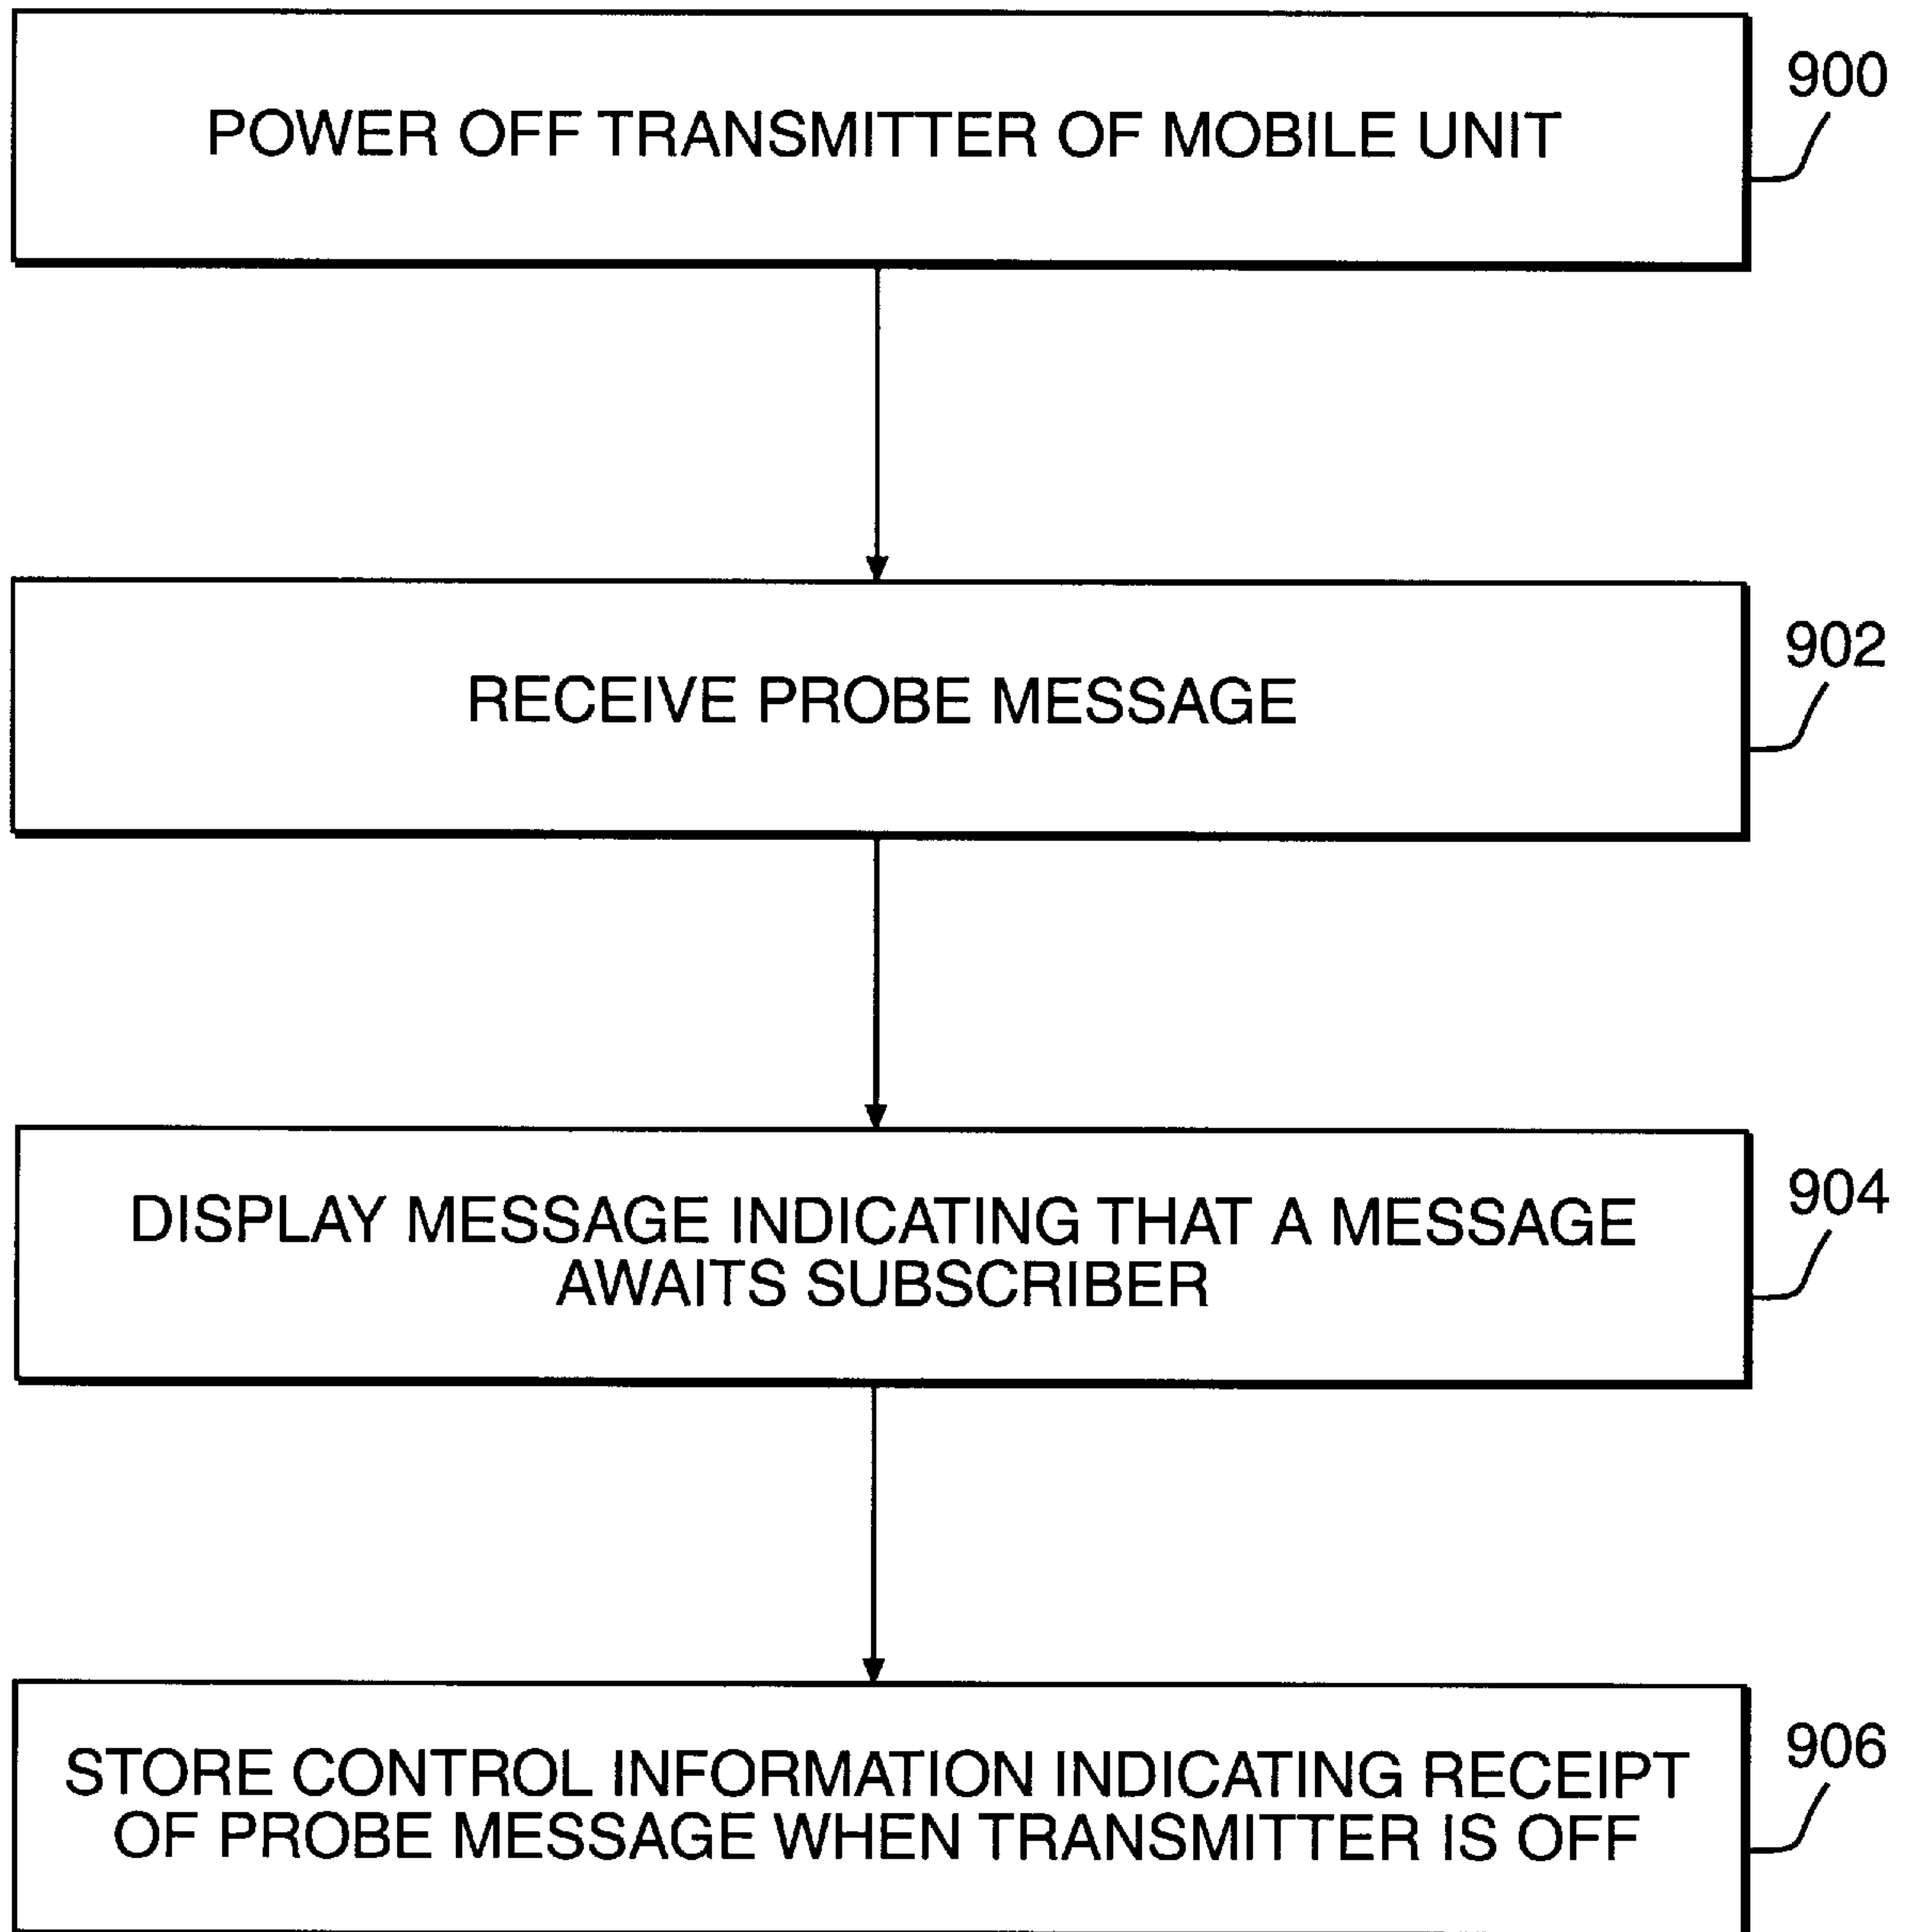 900
POWER OFF TRANSMITTER OF MOBILE UNIT
902
RECEIVE PROBE MESSAGE
904
DISPLAY MESSAGE INDICATING THAT A MESSAGE
AWAITS SUBSCRIBER
906
STORE CONTROL INFORMATION INDICATING RECEIPT
OF PROBE MESSAGE WHEN TRANSMITTER IS OFF